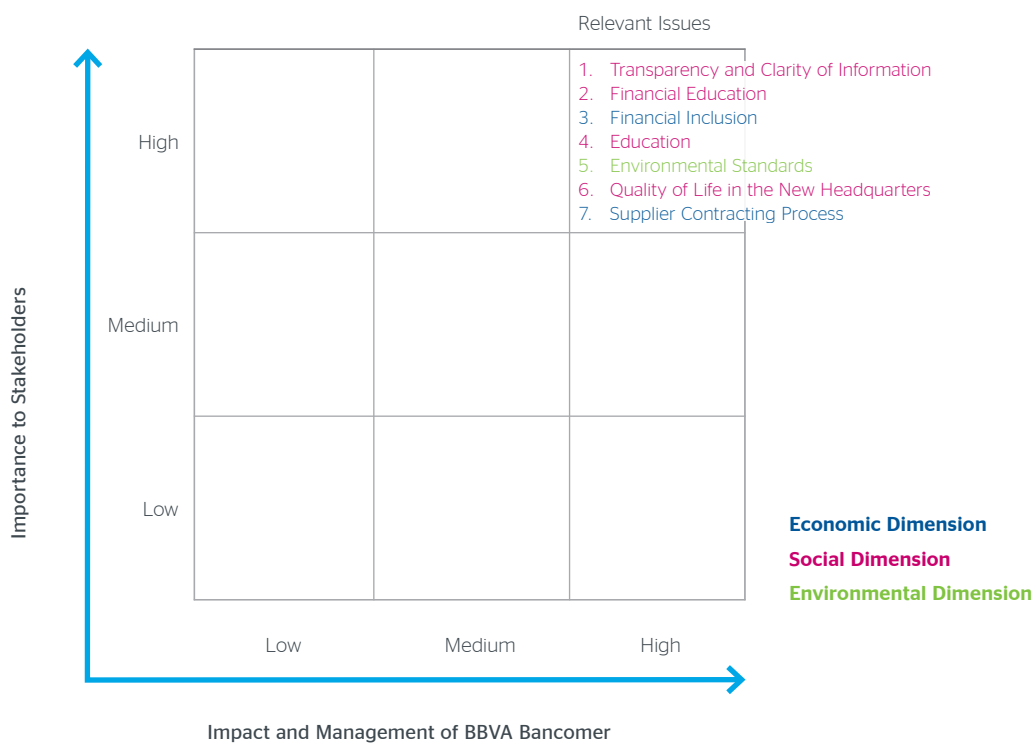 Relevant Issues
1. Transparency and Clarity of Information
2. Financial Education
3. Financial Inclusion
4. Education
5. Environmental Standards
6. Quality of Life in the New Headquarters
7. Supplier Contracting Process
High
Medium
Low
Importance to Stakeholders
Economic Dimension
Social Dimension
Environmental Dimension
Low Medium High
Impact and Management of BBVA Bancomer